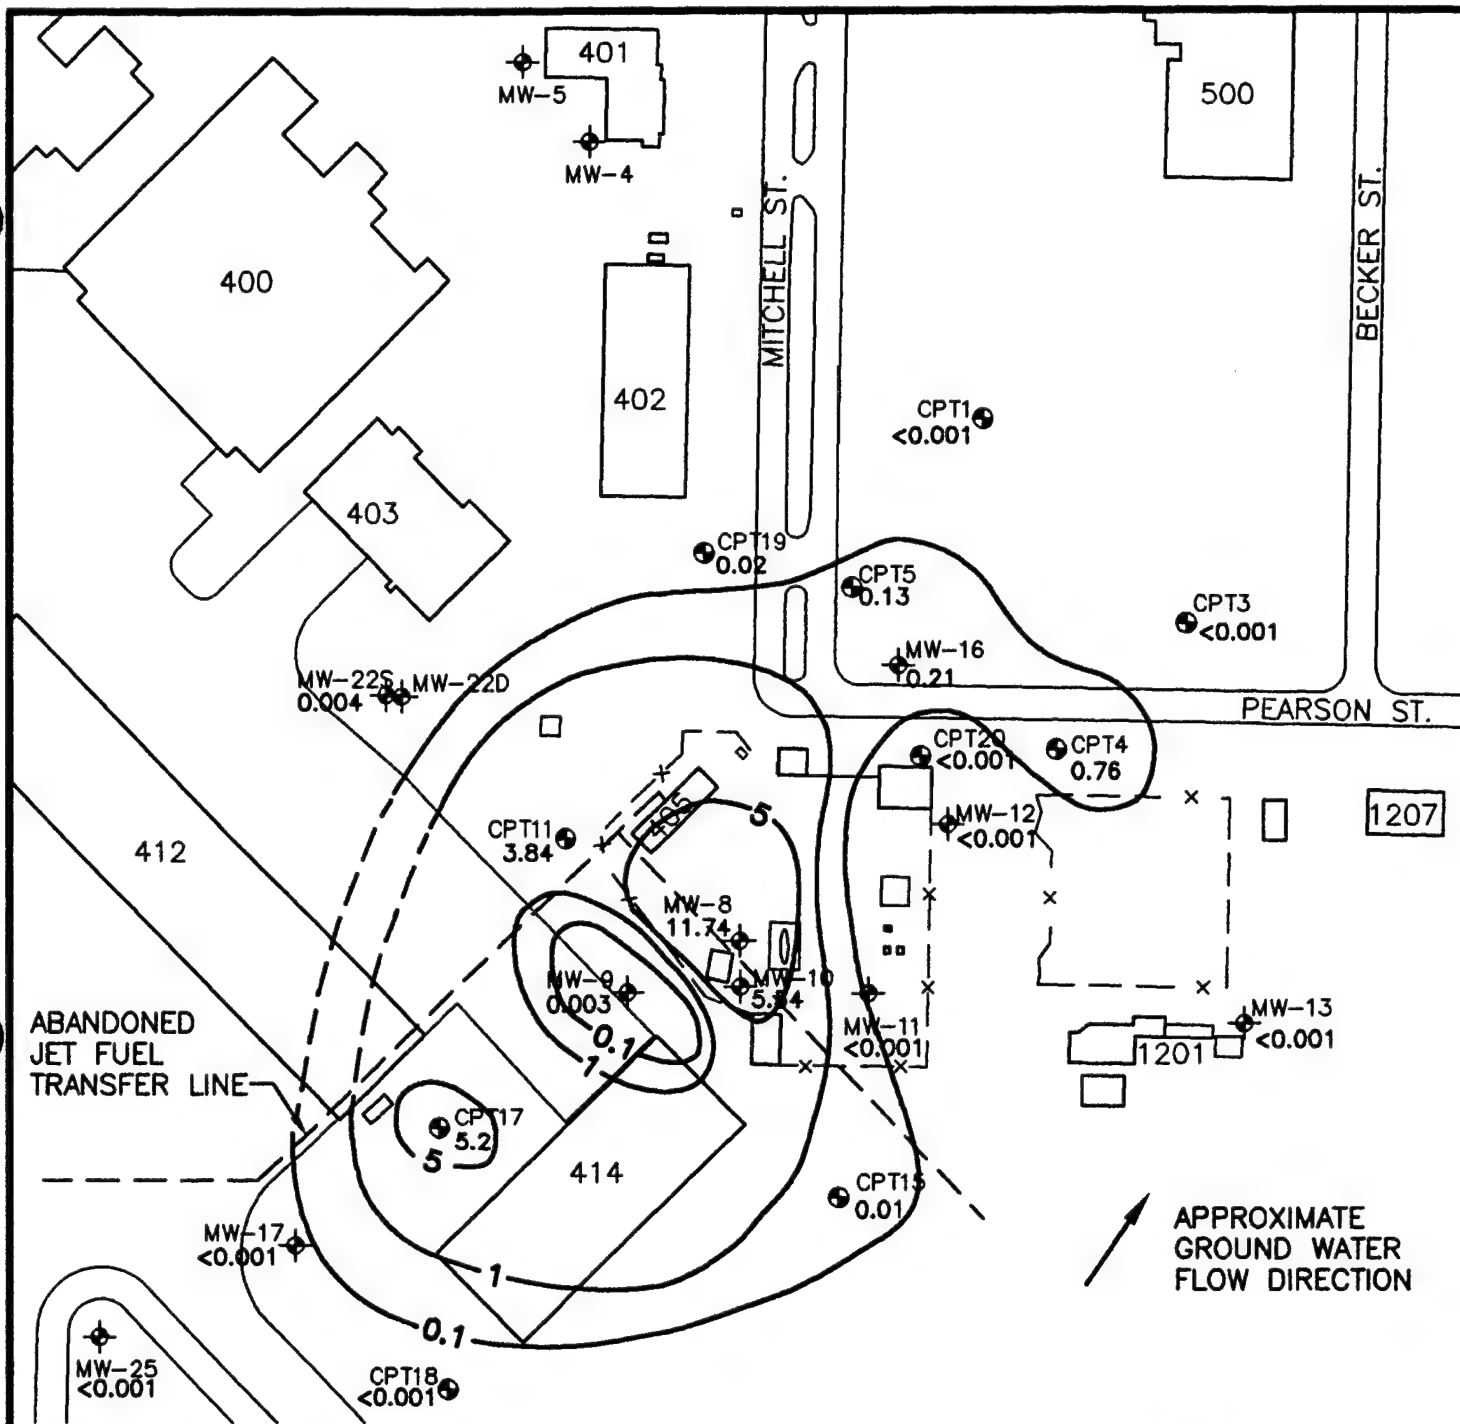 401
MW-5
500
MW-4
MITCHELL ST.
BECKER ST.
400
402
CPT1
<0.001
403
CPT19
0.02
CPT5
0.13
CPT3
<0.001
MW-16
0.21
MW-22S
0.004
MW-22D
PEARSON ST.
CPT20
<0.001
CPT4
0.76
405
5
MW-12
<0.001
1207
CPT11
3.84
412
MW-8
11.74
MW-9
0.003
MW-10
5.84
MW-11
<0.001
MW-13
<0.001
1201
0.1
1
ABANDONED
JET FUEL
TRANSFER LINE
CPT17
5.2
5
414
CPT15
0.01
MW-17
<0.001
APPROXIMATE
GROUND WATER
FLOW DIRECTION
1
0.1
MW-25
<0.001
CPT18
<0.001